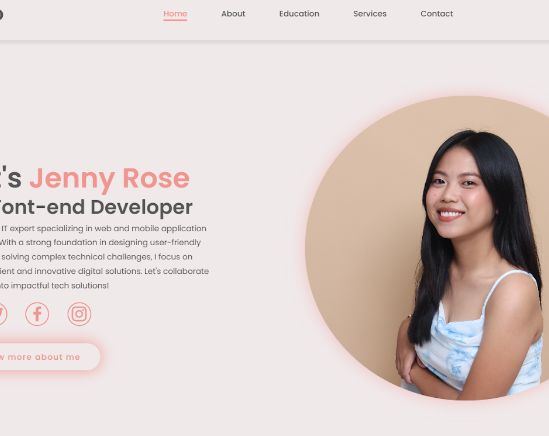 Home About Education Services Contact
's Jenny Rose
ont-end Developer
IT expert specializing in web and mobile application
With a strong foundation in designing user-friendly
solving complex technical challenges, I focus on
ient and innovative digital solutions. Let's collaborate
to impactful tech solutions!
w more about me